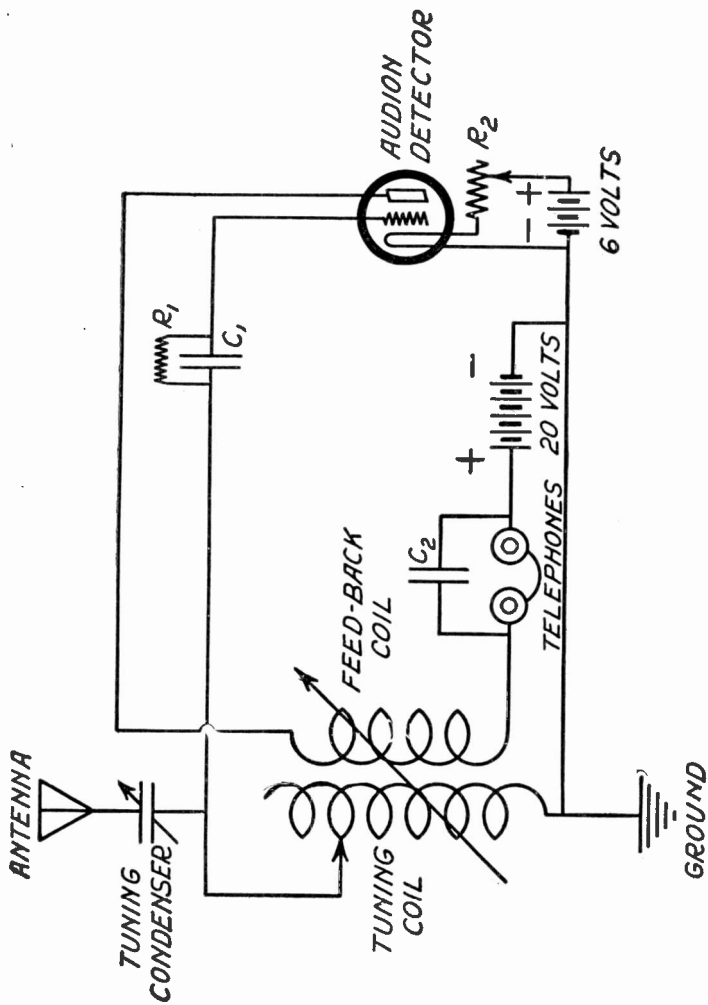 ANTENNA
TUNING
CONDENSER
TUNING
COIL
GROUND
FEED-BACK
COIL
C2
TELEPHONES
+
-
20 VOLTS
R1
C1
AUDION
DETECTOR
R2
- +
6 VOLTS